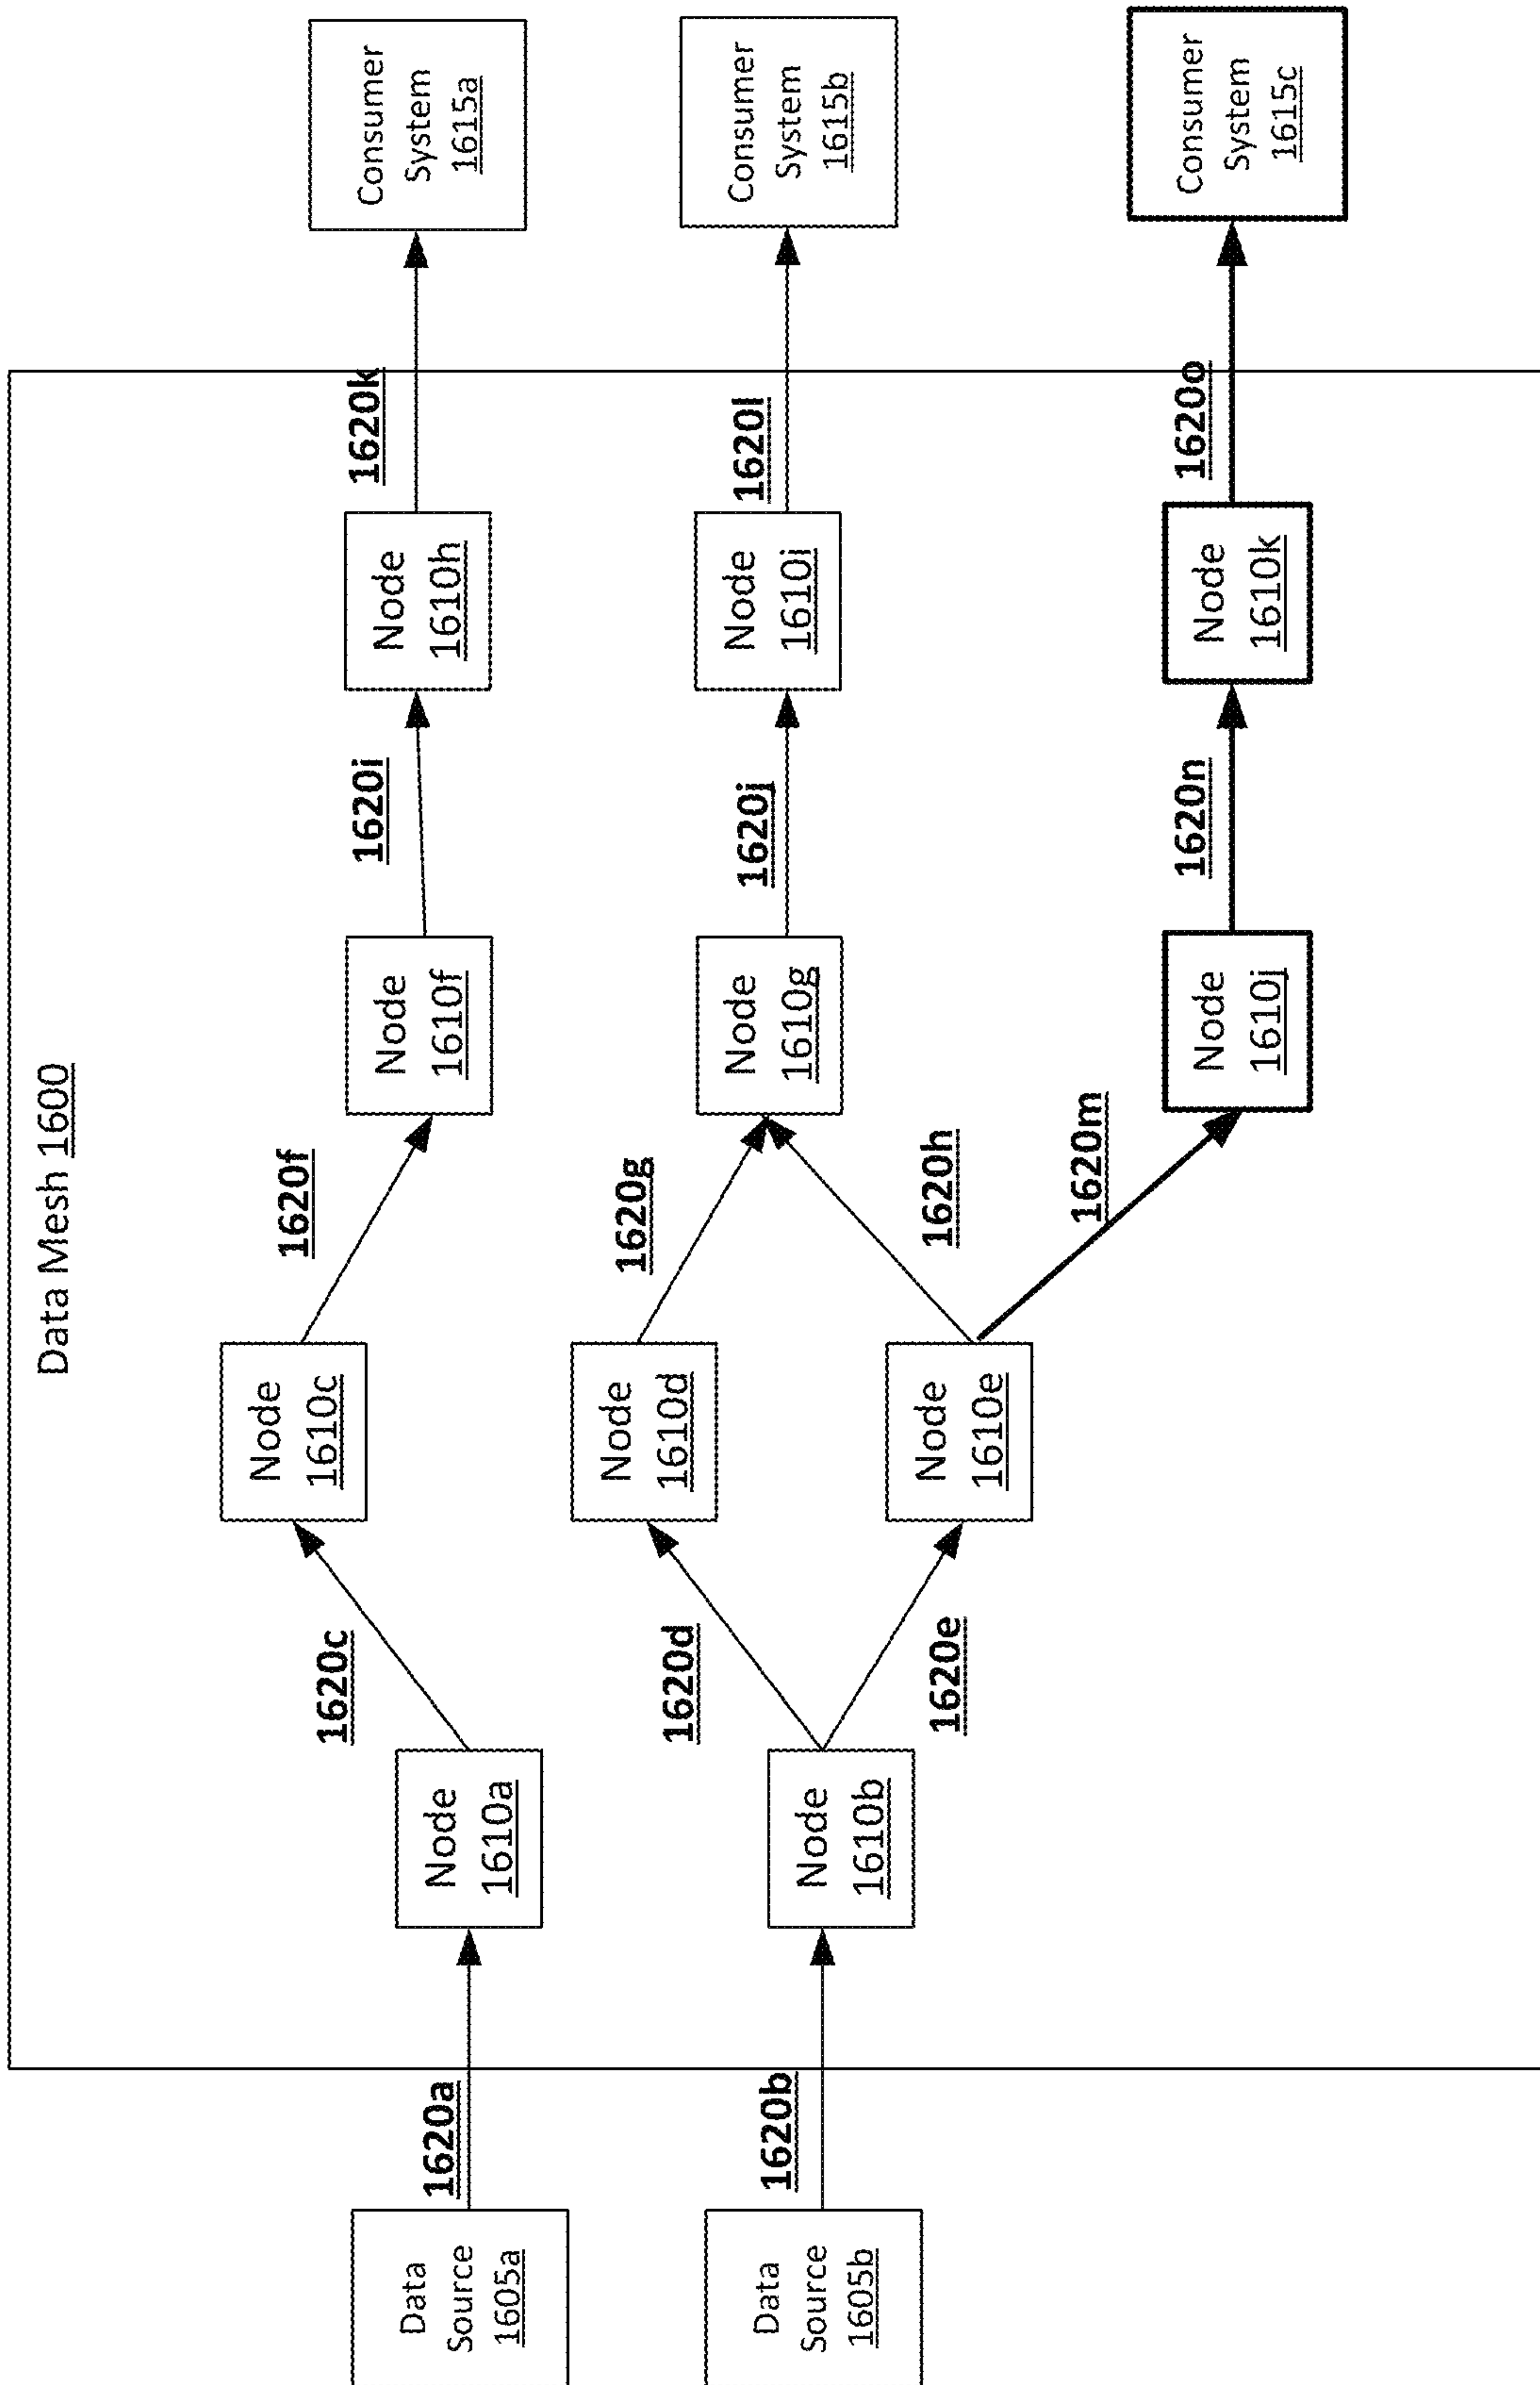 Data Mesh 1600
Data
Source
1605a
1620a
Node
1610a
1620c
Node
1610c
1620f
Node
1610f
1620i
Node
1610h
1620k
Consumer
System
1615a
Data
Source
1605b
1620b
Node
1610b
1620d
Node
1610d
1620g
Node
1610g
1620j
Node
1610i
1620l
Consumer
System
1615b
1620e
Node
1610e
1620h
1620m
Node
1610j
1620n
Node
1610k
1620o
Consumer
System
1615c